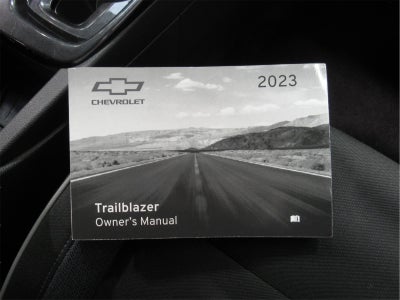 2023
CHEVROLET
Trailblazer
Owner's Manual